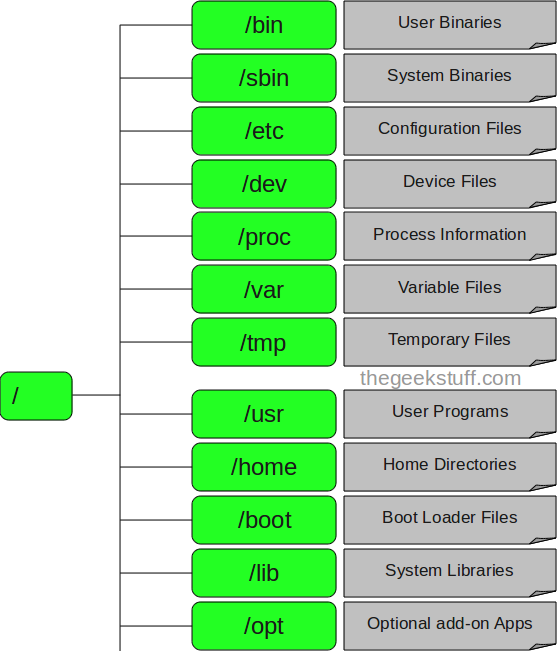 /bin User Binaries
/sbin System Binaries
/etc Configuration Files
/dev Device Files
/proc Process Information
/var Variable Files
/tmp Temporary Files
thegeekstuff.com
/
/usr User Programs
/home Home Directories
/boot Boot Loader Files
/lib System Libraries
/opt Optional add-on Apps